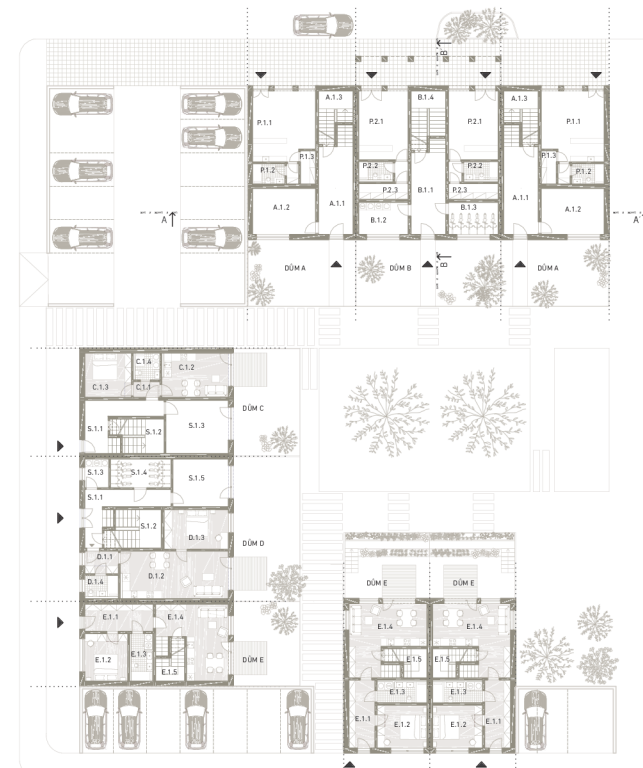 B
A.1.3
B.1.4
A.1.3
P.1.1
P.2.1
P.2.1
P.1.1
P.1.3
P.1.3
P.1.2
P.2.2
P.2.2
P.1.2
P.2.3
P.2.3
A.1.2
A.1.1
B.1.1
A.1.1
A.1.2
B.1.2
B.1.3
A
A'
B
DŮM A
DŮM B
DŮM A
C.1.4
C.1.2
C.1.3
C.1.1
DŮM C
S.1.1
S.1.2
S.1.3
S.1.3
S.1.4
S.1.5
S.1.1
S.1.2
D.1.3
DŮM D
D.1.1
D.1.2
D.1.4
DŮM E
DŮM E
E.1.1
E.1.4
E.1.4
E.1.4
E.1.2
E.1.3
E.1.5
DŮM E
E.1.5
E.1.5
E.1.3
E.1.3
E.1.1
E.1.2
E.1.2
E.1.1